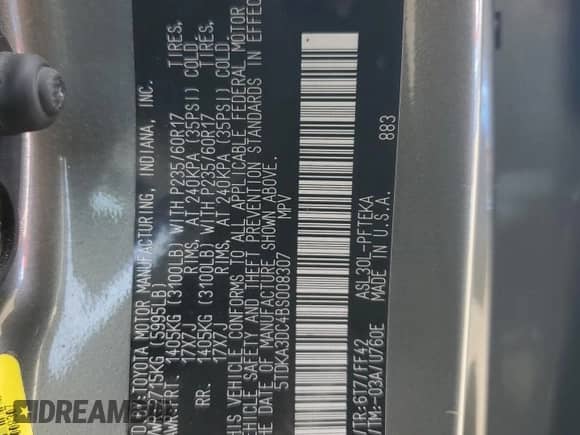 TOYOTA MOTOR MANUFACTURING, INDIANA, INC.
2715KG (5995LB)
FRT. 1405KG (3100LB) WITH P235/60R17 TIRES,
17X7J RIMS, AT 240KPA (35PSI) COLD
RR. 1405KG (3100LB) WITH P235/60R17 TIRES,
17X7J RIMS, AT 240KPA (35PSI) COLD
THIS VEHICLE CONFORMS TO ALL APPLICABLE FEDERAL MOTOR
VEHICLE SAFETY AND THEFT PREVENTION STANDARDS IN EFFECT
THE DATE OF MANUFACTURE SHOWN ABOVE.
5TDKA3DC4BS008307 MPV
/TR:6T7/FF42 ASL30L-PFTEKA 883
/TM:-03A/U760E MADE IN U.S.A.
DREAM